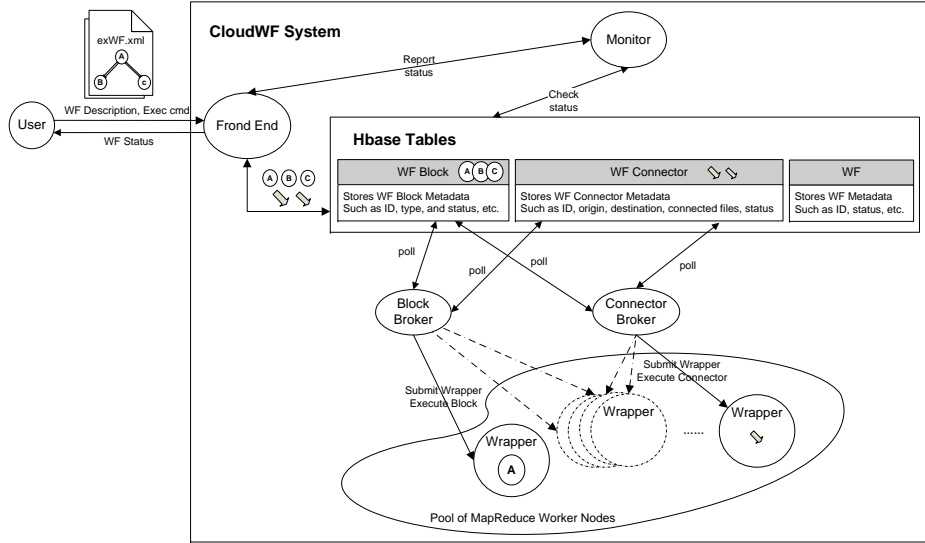 exWF.xml
A
B
c
CloudWF System
Monitor
Report
status
Check
status
User
WF Description, Exec cmd
WF Status
Frond End
Hbase Tables
A B C
WF Block
A B C
WF Connector
WF
Stores WF Block Metadata
Such as ID, type, and status, etc.
Stores WF Connector Metadata
Such as ID, origin, destination, connected files, status
Stores WF Metadata
Such as ID, status, etc.
poll
poll
poll
poll
Block
Broker
Connector
Broker
Submit Wrapper
Execute Block
Submit Wrapper
Execute Connector
Wrapper
A
Wrapper
......
Wrapper
Pool of MapReduce Worker Nodes